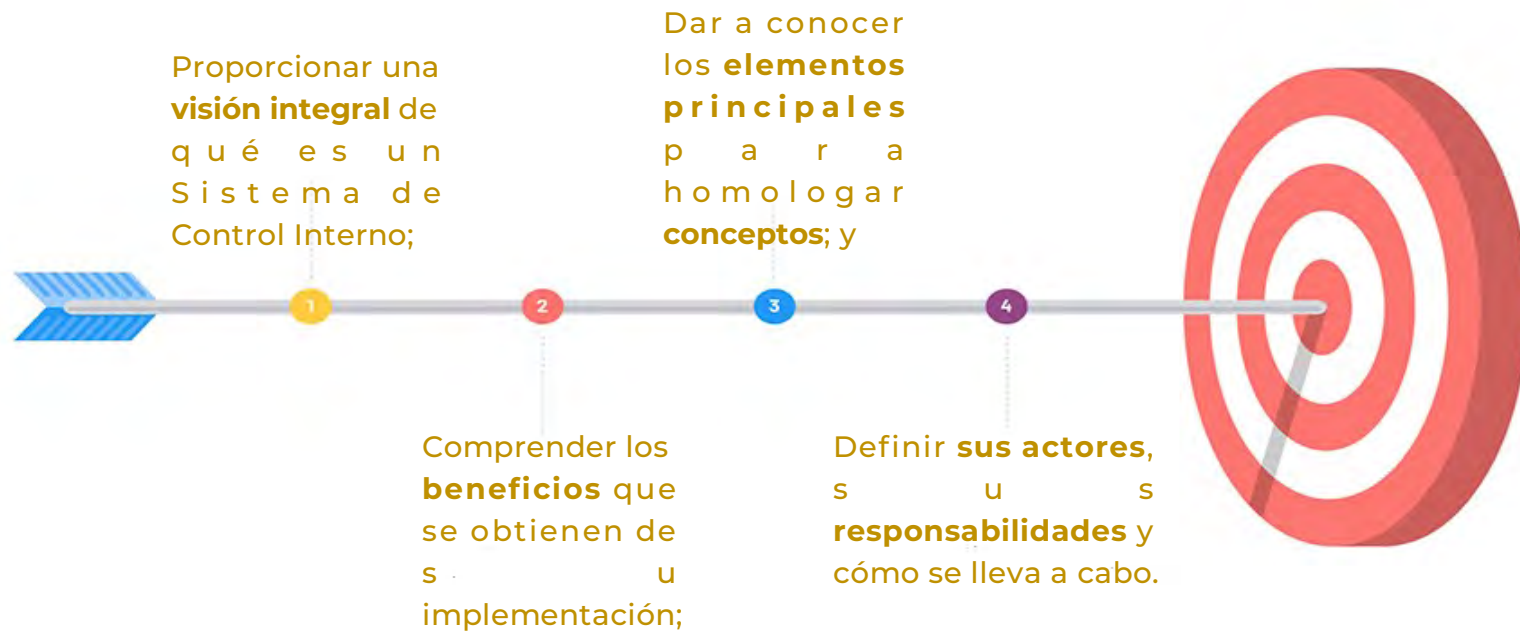 Proporcionar una
visión integral de
qué es un
Sistema de
Control Interno;
1
Comprender los
beneficios que
se obtienen de
su
implementación;
2
Dar a conocer
los elementos
principales
para
homologar
conceptos; y
3
Definir sus actores,
sus
responsabilidades y
cómo se lleva a cabo.
4